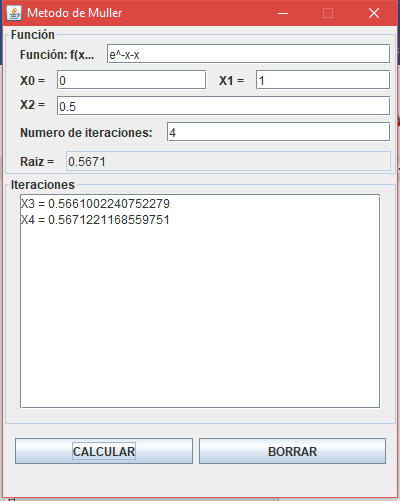 Metodo de Muller
Función
Función: f(x... e^-x-x
X0 = 0 X1 = 1
X2 = 0.5
Numero de iteraciones: 4
Raiz = 0.5671
Iteraciones
X3 = 0.5661002240752279
X4 = 0.5671221168559751
CALCULAR BORRAR